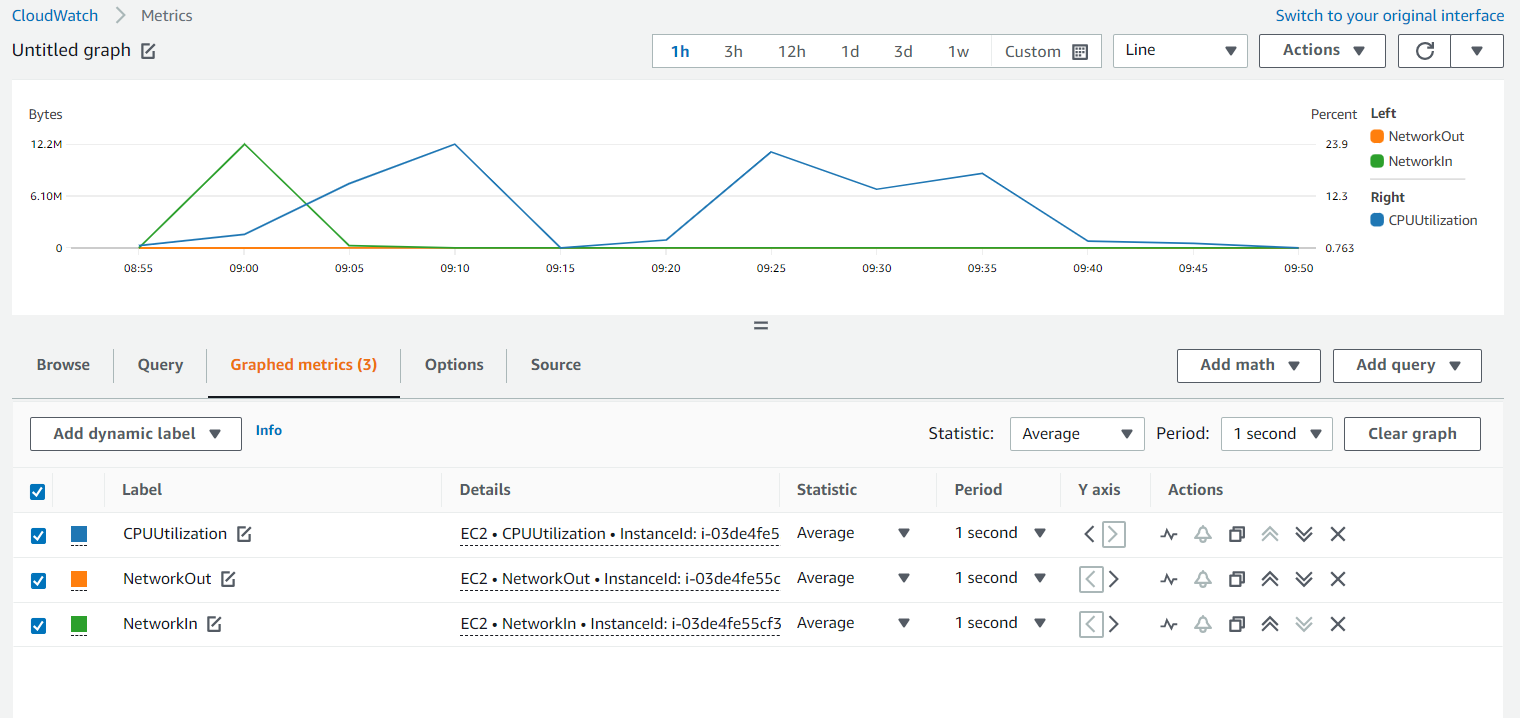 CloudWatch Metrics Switch to your original interface
Untitled graph 1h 3h 12h 1d 3d 1w Custom Line Actions
Bytes Percent Left
12.2M 23.9 NetworkOut
NetworkIn
6.10M 12.3 Right
CPUUtilization
0 0.763
08:55 09:00 09:05 09:10 09:15 09:20 09:25 09:30 09:35 09:40 09:45 09:50
Browse Query Graphed metrics (3) Options Source Add math Add query
Add dynamic label Info Statistic: Average Period: 1 second Clear graph
Label Details Statistic Period Y axis Actions
CPUUtilization EC2 • CPUUtilization • InstanceId: i-03de4fe5 Average 1 second
NetworkOut EC2 • NetworkOut • InstanceId: i-03de4fe55c Average 1 second
NetworkIn EC2 • NetworkIn • InstanceId: i-03de4fe55cf3 Average 1 second